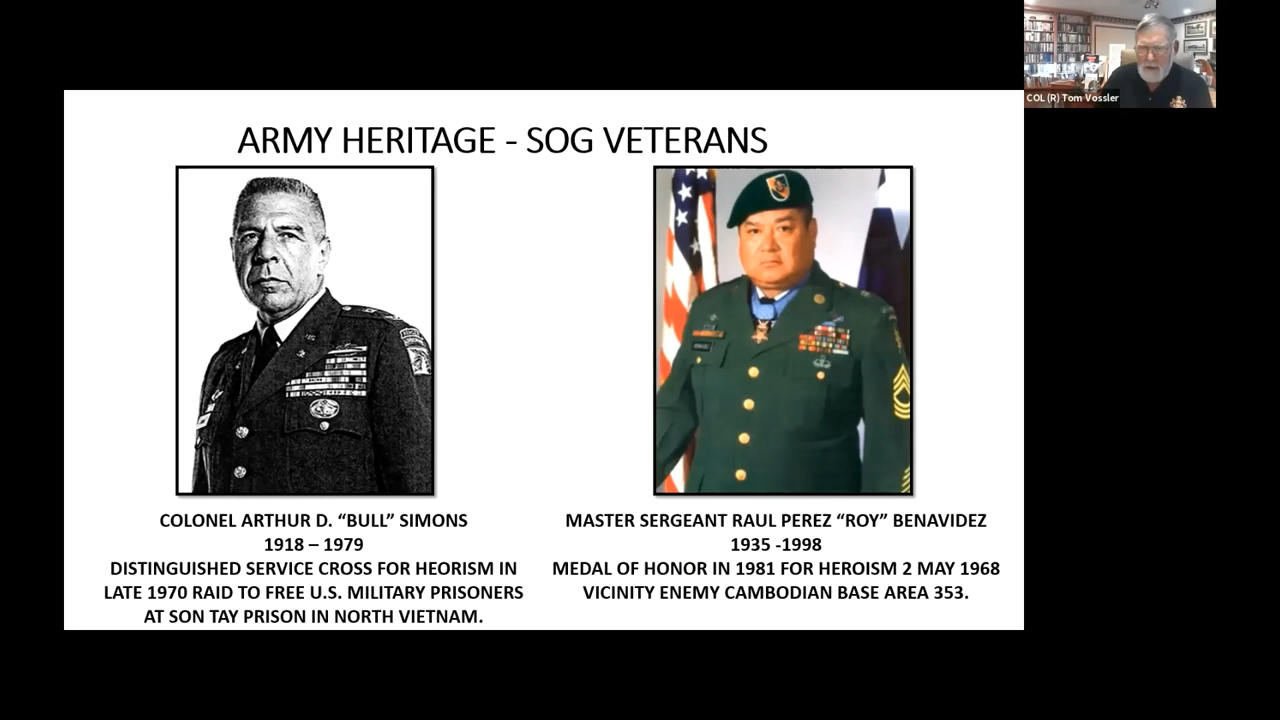 COL (R) Tom Vossler
ARMY HERITAGE - SOG VETERANS
COLONEL ARTHUR D. “BULL” SIMONS
1918 – 1979
DISTINGUISHED SERVICE CROSS FOR HEORISM IN
LATE 1970 RAID TO FREE U.S. MILITARY PRISONERS
AT SON TAY PRISON IN NORTH VIETNAM.
MASTER SERGEANT RAUL PEREZ “ROY” BENAVIDEZ
1935 -1998
MEDAL OF HONOR IN 1981 FOR HEROISM 2 MAY 1968
VICINITY ENEMY CAMBODIAN BASE AREA 353.